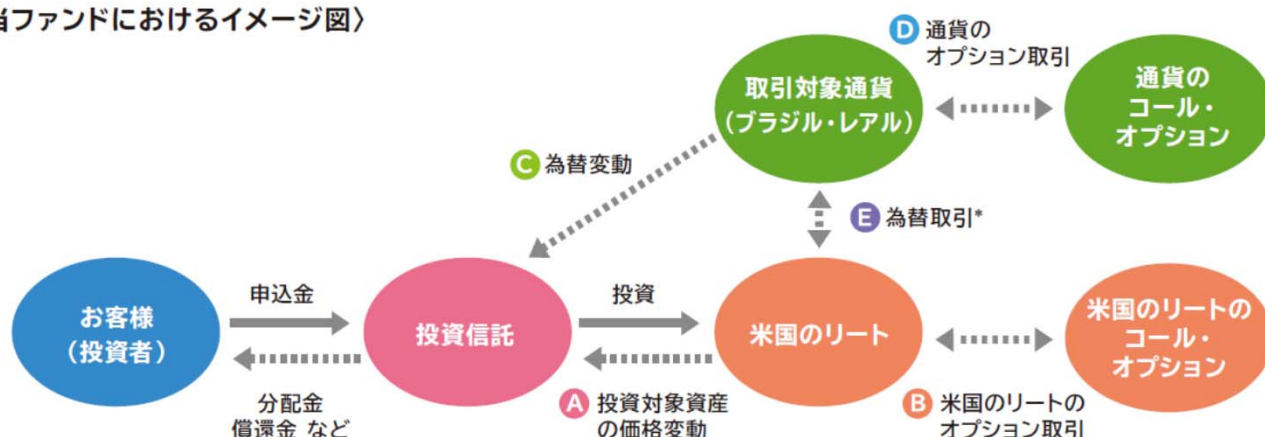 当ファンドにおけるイメージ図〉
D 通貨の
オプション取引
取引対象通貨
(ブラジル・レアル)
通貨の
コール・
オプション
C 為替変動
E 為替取引*
お客様
(投資者)
申込金
分配金
償還金 など
投資信託
投資
A 投資対象資産
の価格変動
米国のリート
B 米国のリートの
オプション取引
米国のリートの
コール・
オプション